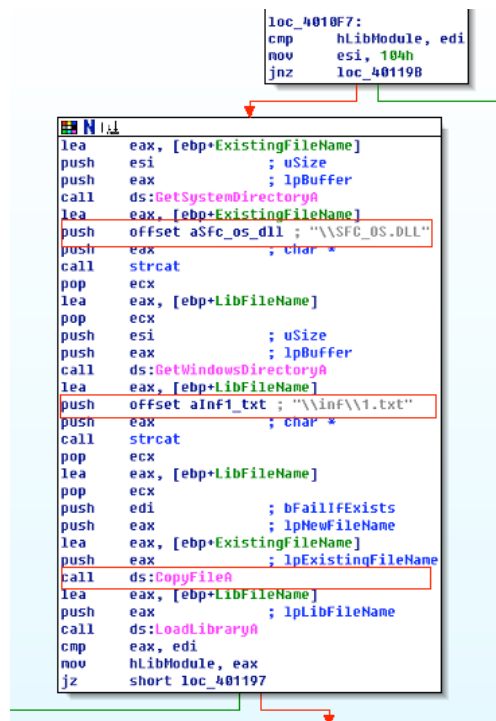 loc_4010F7:
cmp hLibModule, edi
mov esi, 104h
jnz loc_40119B
N
lea eax, [ebp+ExistingFileName]
push esi ; uSize
push eax ; lpBuffer
call ds:GetSystemDirectoryA
lea eax, [ebp+ExistingFileName]
push offset aSfc_os_dll ; "\\SFC_OS.DLL"
push eax ; char *
call strcat
pop ecx
lea eax, [ebp+LibFileName]
pop ecx
push esi ; uSize
push eax ; lpBuffer
call ds:GetWindowsDirectoryA
lea eax, [ebp+LibFileName]
push offset aInf1_txt ; "\\inf\\1.txt"
push eax ; char *
call strcat
pop ecx
lea eax, [ebp+LibFileName]
pop ecx
push edi ; bFailIfExists
push eax ; lpNewFileName
lea eax, [ebp+ExistingFileName]
push eax ; lpExistingFileName
call ds:CopyFileA
lea eax, [ebp+LibFileName]
push eax ; lpLibFileName
call ds:LoadLibraryA
cmp eax, edi
mov hLibModule, eax
jz short loc_401197